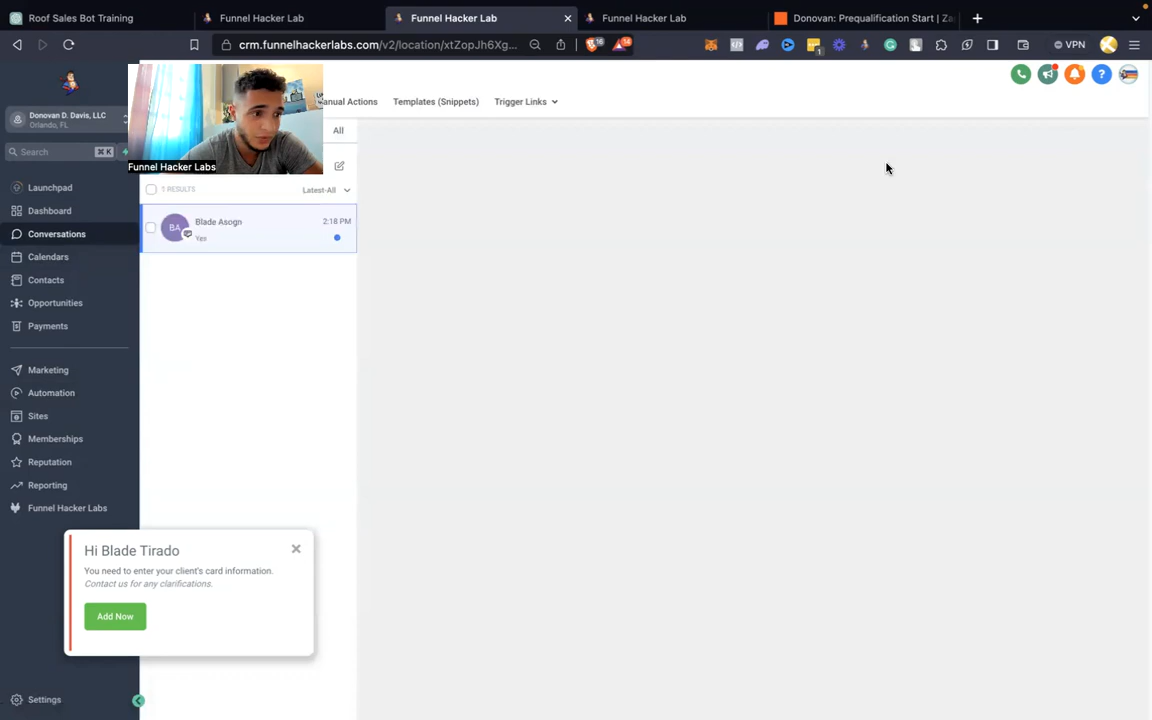 Roof Sales Bot Training
Funnel Hacker Lab
Funnel Hacker Lab
Funnel Hacker Lab
Donovan: Prequalification Start | Za
crm.funnelhackerlabs.com/v2/location/xtZopJh6Xg...
VPN
Manual Actions
Templates (Snippets)
Trigger Links
Donovan D. Davis, LLC
Orlando, FL
Funnel Hacker Labs
All
Search
⌘K
1 RESULTS
Latest-All
Launchpad
Dashboard
Conversations
Calendars
Contacts
Opportunities
Payments
BA
Blade Asogn
2:18 PM
Yes
Marketing
Automation
Sites
Memberships
Reputation
Reporting
Funnel Hacker Labs
Hi Blade Tirado
You need to enter your client's card information.
Contact us for any clarifications.
Add Now
Settings